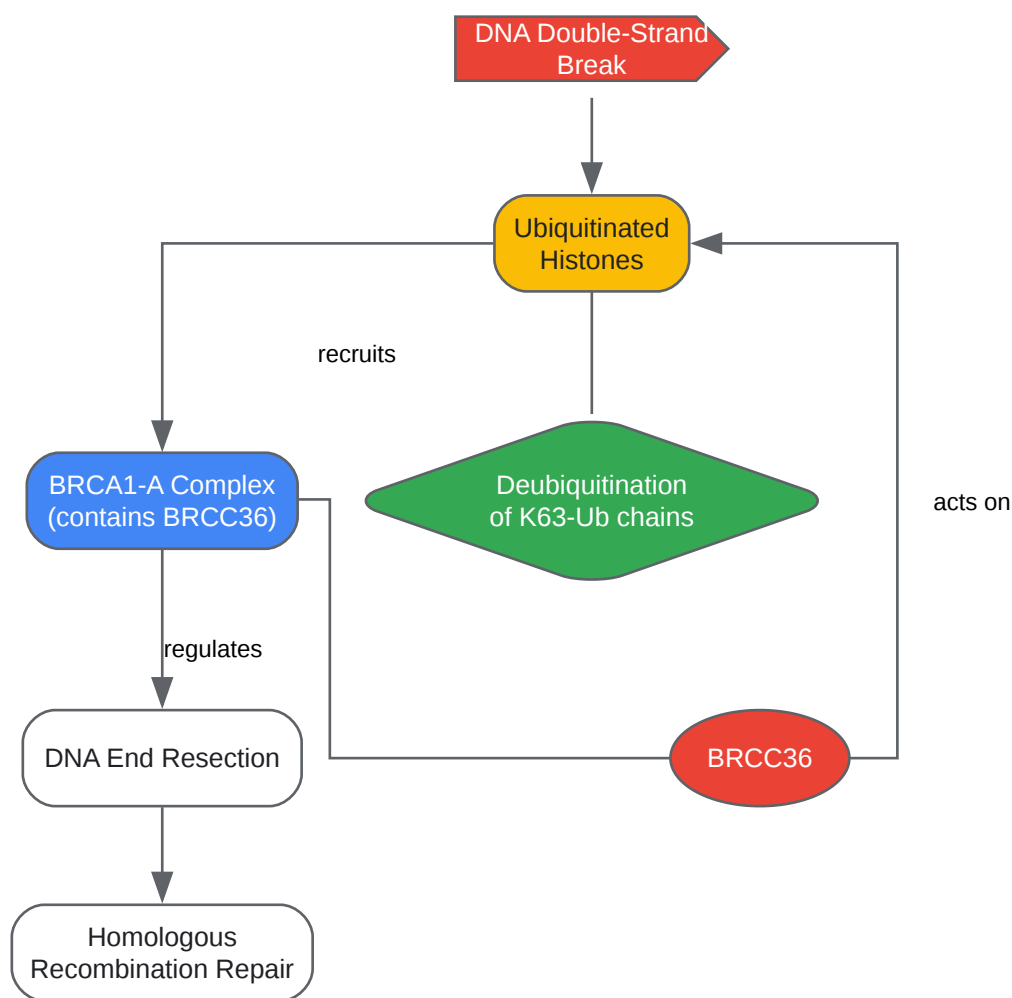 DNA Double-Strand
Break
Ubiquitinated
Histones
recruits
BRCA1-A Complex
(contains BRCC36)
Deubiquitination
of K63-Ub chains
acts on
regulates
DNA End Resection
BRCC36
Homologous
Recombination Repair